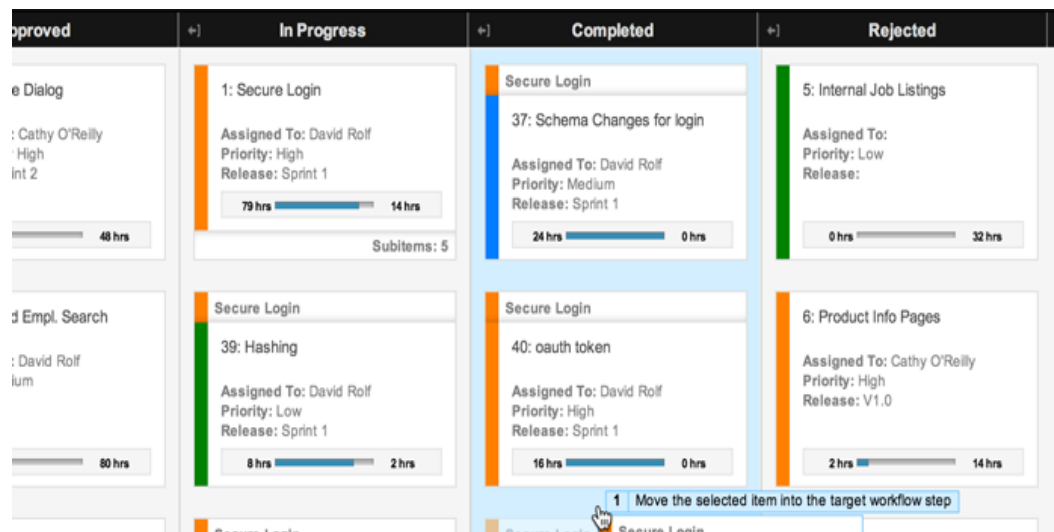 pproved
In Progress
Completed
Rejected
e Dialog
: Cathy O'Reilly
High
int 2
48 hrs
d Empl. Search
: David Rolf
ium
80 hrs
1: Secure Login
Assigned To: David Rolf
Priority: High
Release: Sprint 1
79 hrs 14 hrs
Subitems: 5
Secure Login
39: Hashing
Assigned To: David Rolf
Priority: Low
Release: Sprint 1
8 hrs 2 hrs
Secure Login
Secure Login
37: Schema Changes for login
Assigned To: David Rolf
Priority: Medium
Release: Sprint 1
24 hrs 0 hrs
Secure Login
40: oauth token
Assigned To: David Rolf
Priority: High
Release: Sprint 1
16 hrs 0 hrs
1 Move the selected item into the target workflow step
Secure Login
Secure Login
5: Internal Job Listings
Assigned To:
Priority: Low
Release:
0 hrs 32 hrs
6: Product Info Pages
Assigned To: Cathy O'Reilly
Priority: High
Release: V1.0
2 hrs 14 hrs